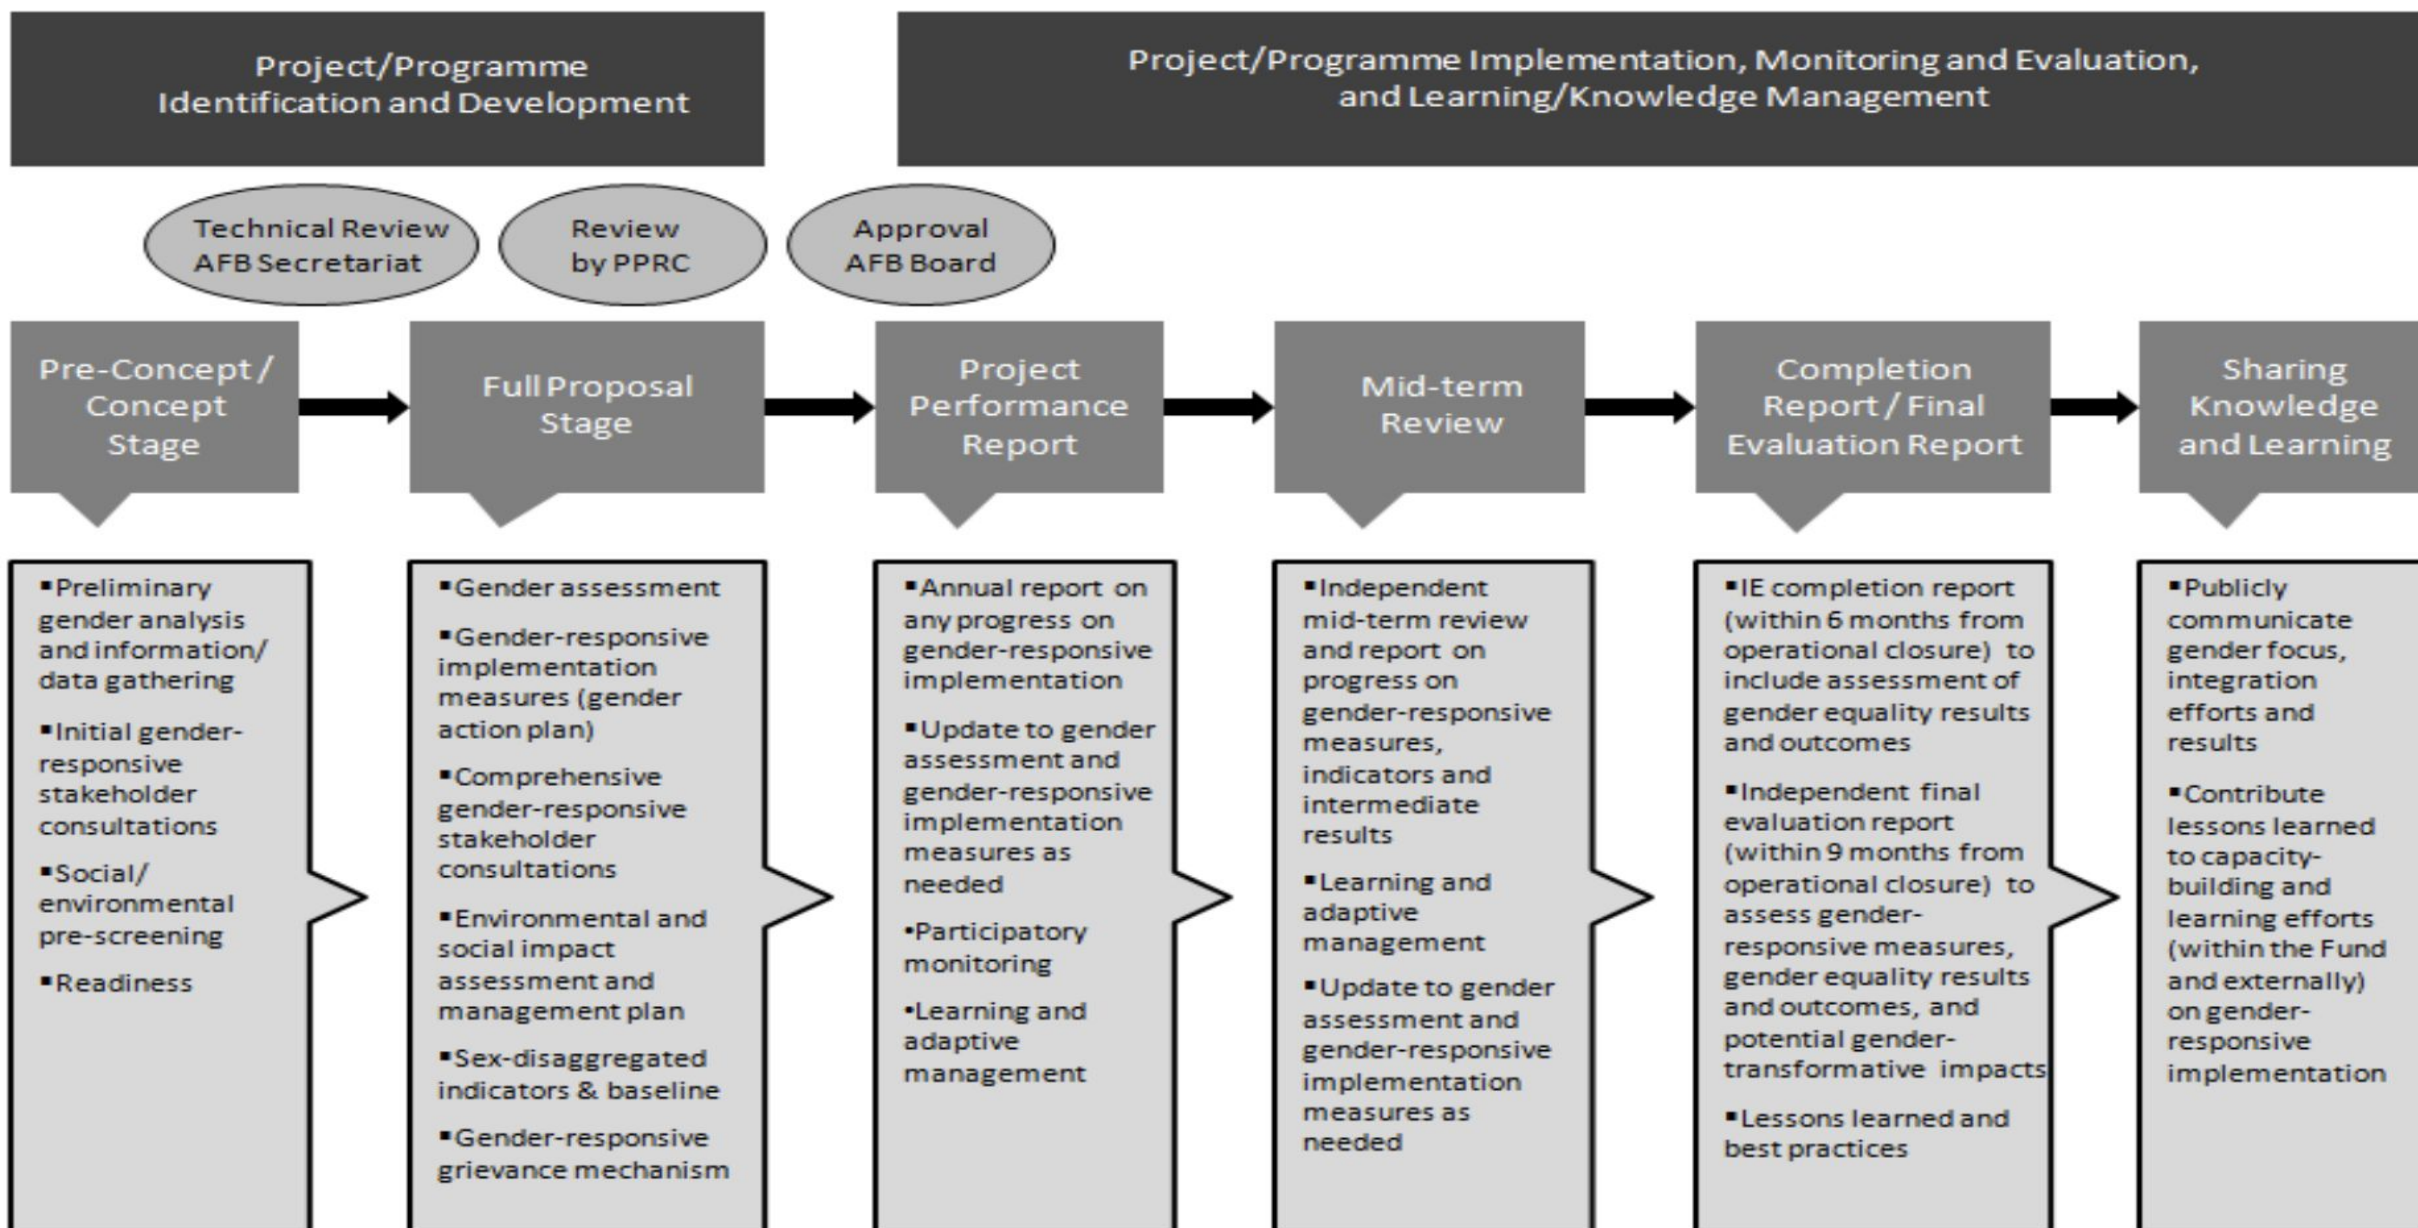 Project/Programme
Identification and Development
Project/Programme Implementation, Monitoring and Evaluation,
and Learning/Knowledge Management
Technical Review
AFB Secretariat
Review
by PPRC
Approval
AFB Board
Pre-Concept /
Concept
Stage
Full Proposal
Stage
Project
Performance
Report
Mid-term
Review
Completion
Report / Final
Evaluation Report
Sharing
Knowledge
and Learning
▪Preliminary
gender analysis
and information/
data gathering
▪Initial gender-
responsive
stakeholder
consultations
▪Social/
environmental
pre-screening
▪Readiness
▪Gender assessment
▪Gender-responsive
implementation
measures (gender
action plan)
▪Comprehensive
gender-responsive
stakeholder
consultations
▪Environmental and
social impact
assessment and
management plan
▪Sex-disaggregated
indicators & baseline
▪Gender-responsive
grievance mechanism
▪Annual report on
any progress on
gender-responsive
implementation
▪Update to gender
assessment and
gender-responsive
implementation
measures as
needed
•Participatory
monitoring
•Learning and
adaptive
management
▪Independent
mid-term review
and report on
progress on
gender-responsive
measures,
indicators and
intermediate
results
▪Learning and
adaptive
management
▪Update to gender
assessment and
gender-responsive
implementation
measures as
needed
▪IE completion report
(within 6 months from
operational closure) to
include assessment of
gender equality results
and outcomes
▪Independent final
evaluation report
(within 9 months from
operational closure) to
assess gender-
responsive measures,
gender equality results
and outcomes, and
potential gender-
transformative impacts
▪Lessons learned and
best practices
▪Publicly
communicate
gender focus,
integration
efforts and
results
▪Contribute
lessons learned
to capacity-
building and
learning efforts
(within the Fund
and externally)
on gender-
responsive
implementation